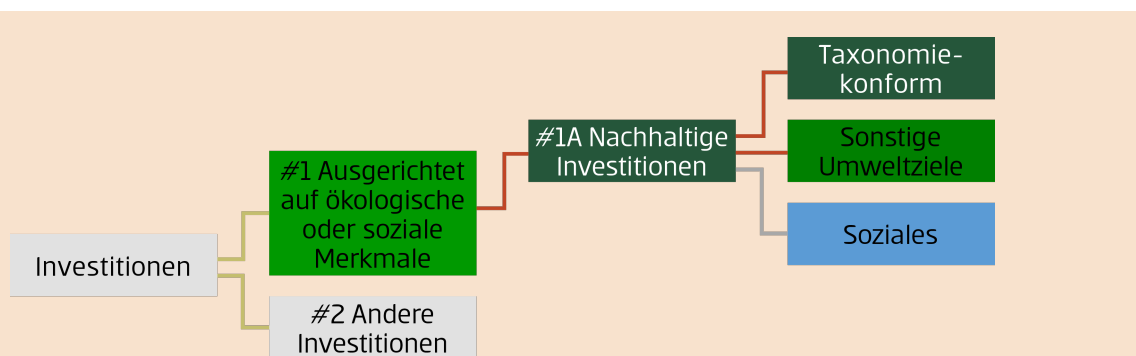 Taxonomie-
konform
#1A Nachhaltige
Investitionen
Sonstige
Umweltziele
#1 Ausgerichtet
auf ökologische
oder soziale
Merkmale
Soziales
Investitionen
#2 Andere
Investitionen